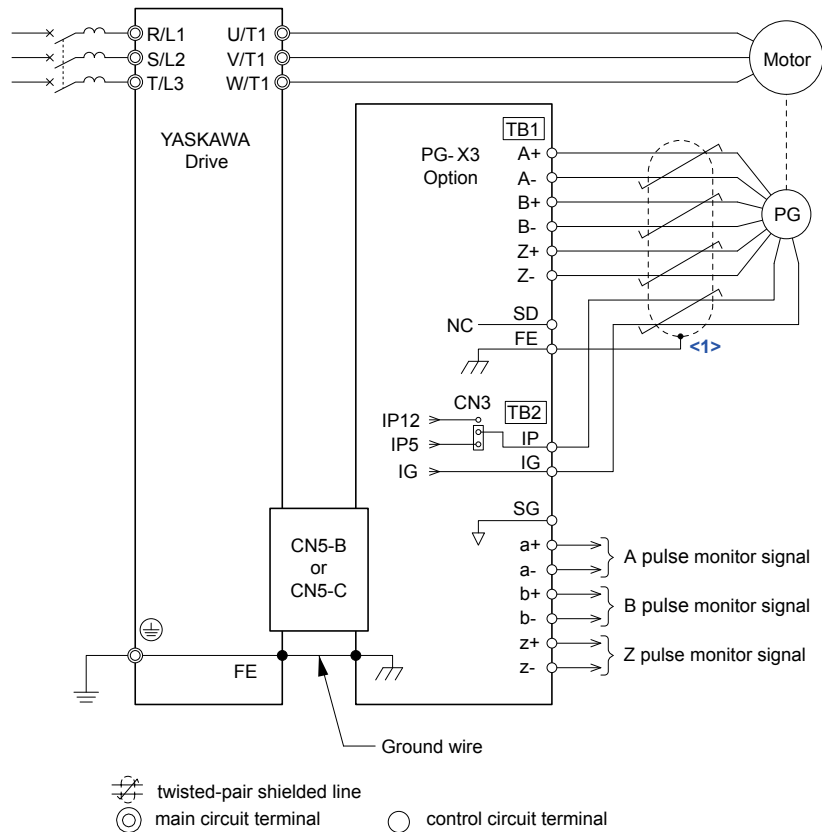 R/L1
S/L2
T/L3
U/T1
V/T1
W/T1
Motor
YASKAWA
Drive
PG- X3
Option
TB1
A+
A-
B+
B-
Z+
Z-
PG
NC
SD
FE
<1>
CN3
TB2
IP12
IP5
IG
IP
IG
SG
CN5-B
or
CN5-C
a+
a-
A pulse monitor signal
b+
b-
B pulse monitor signal
z+
z-
Z pulse monitor signal
FE
Ground wire
twisted-pair shielded line
main circuit terminal
control circuit terminal